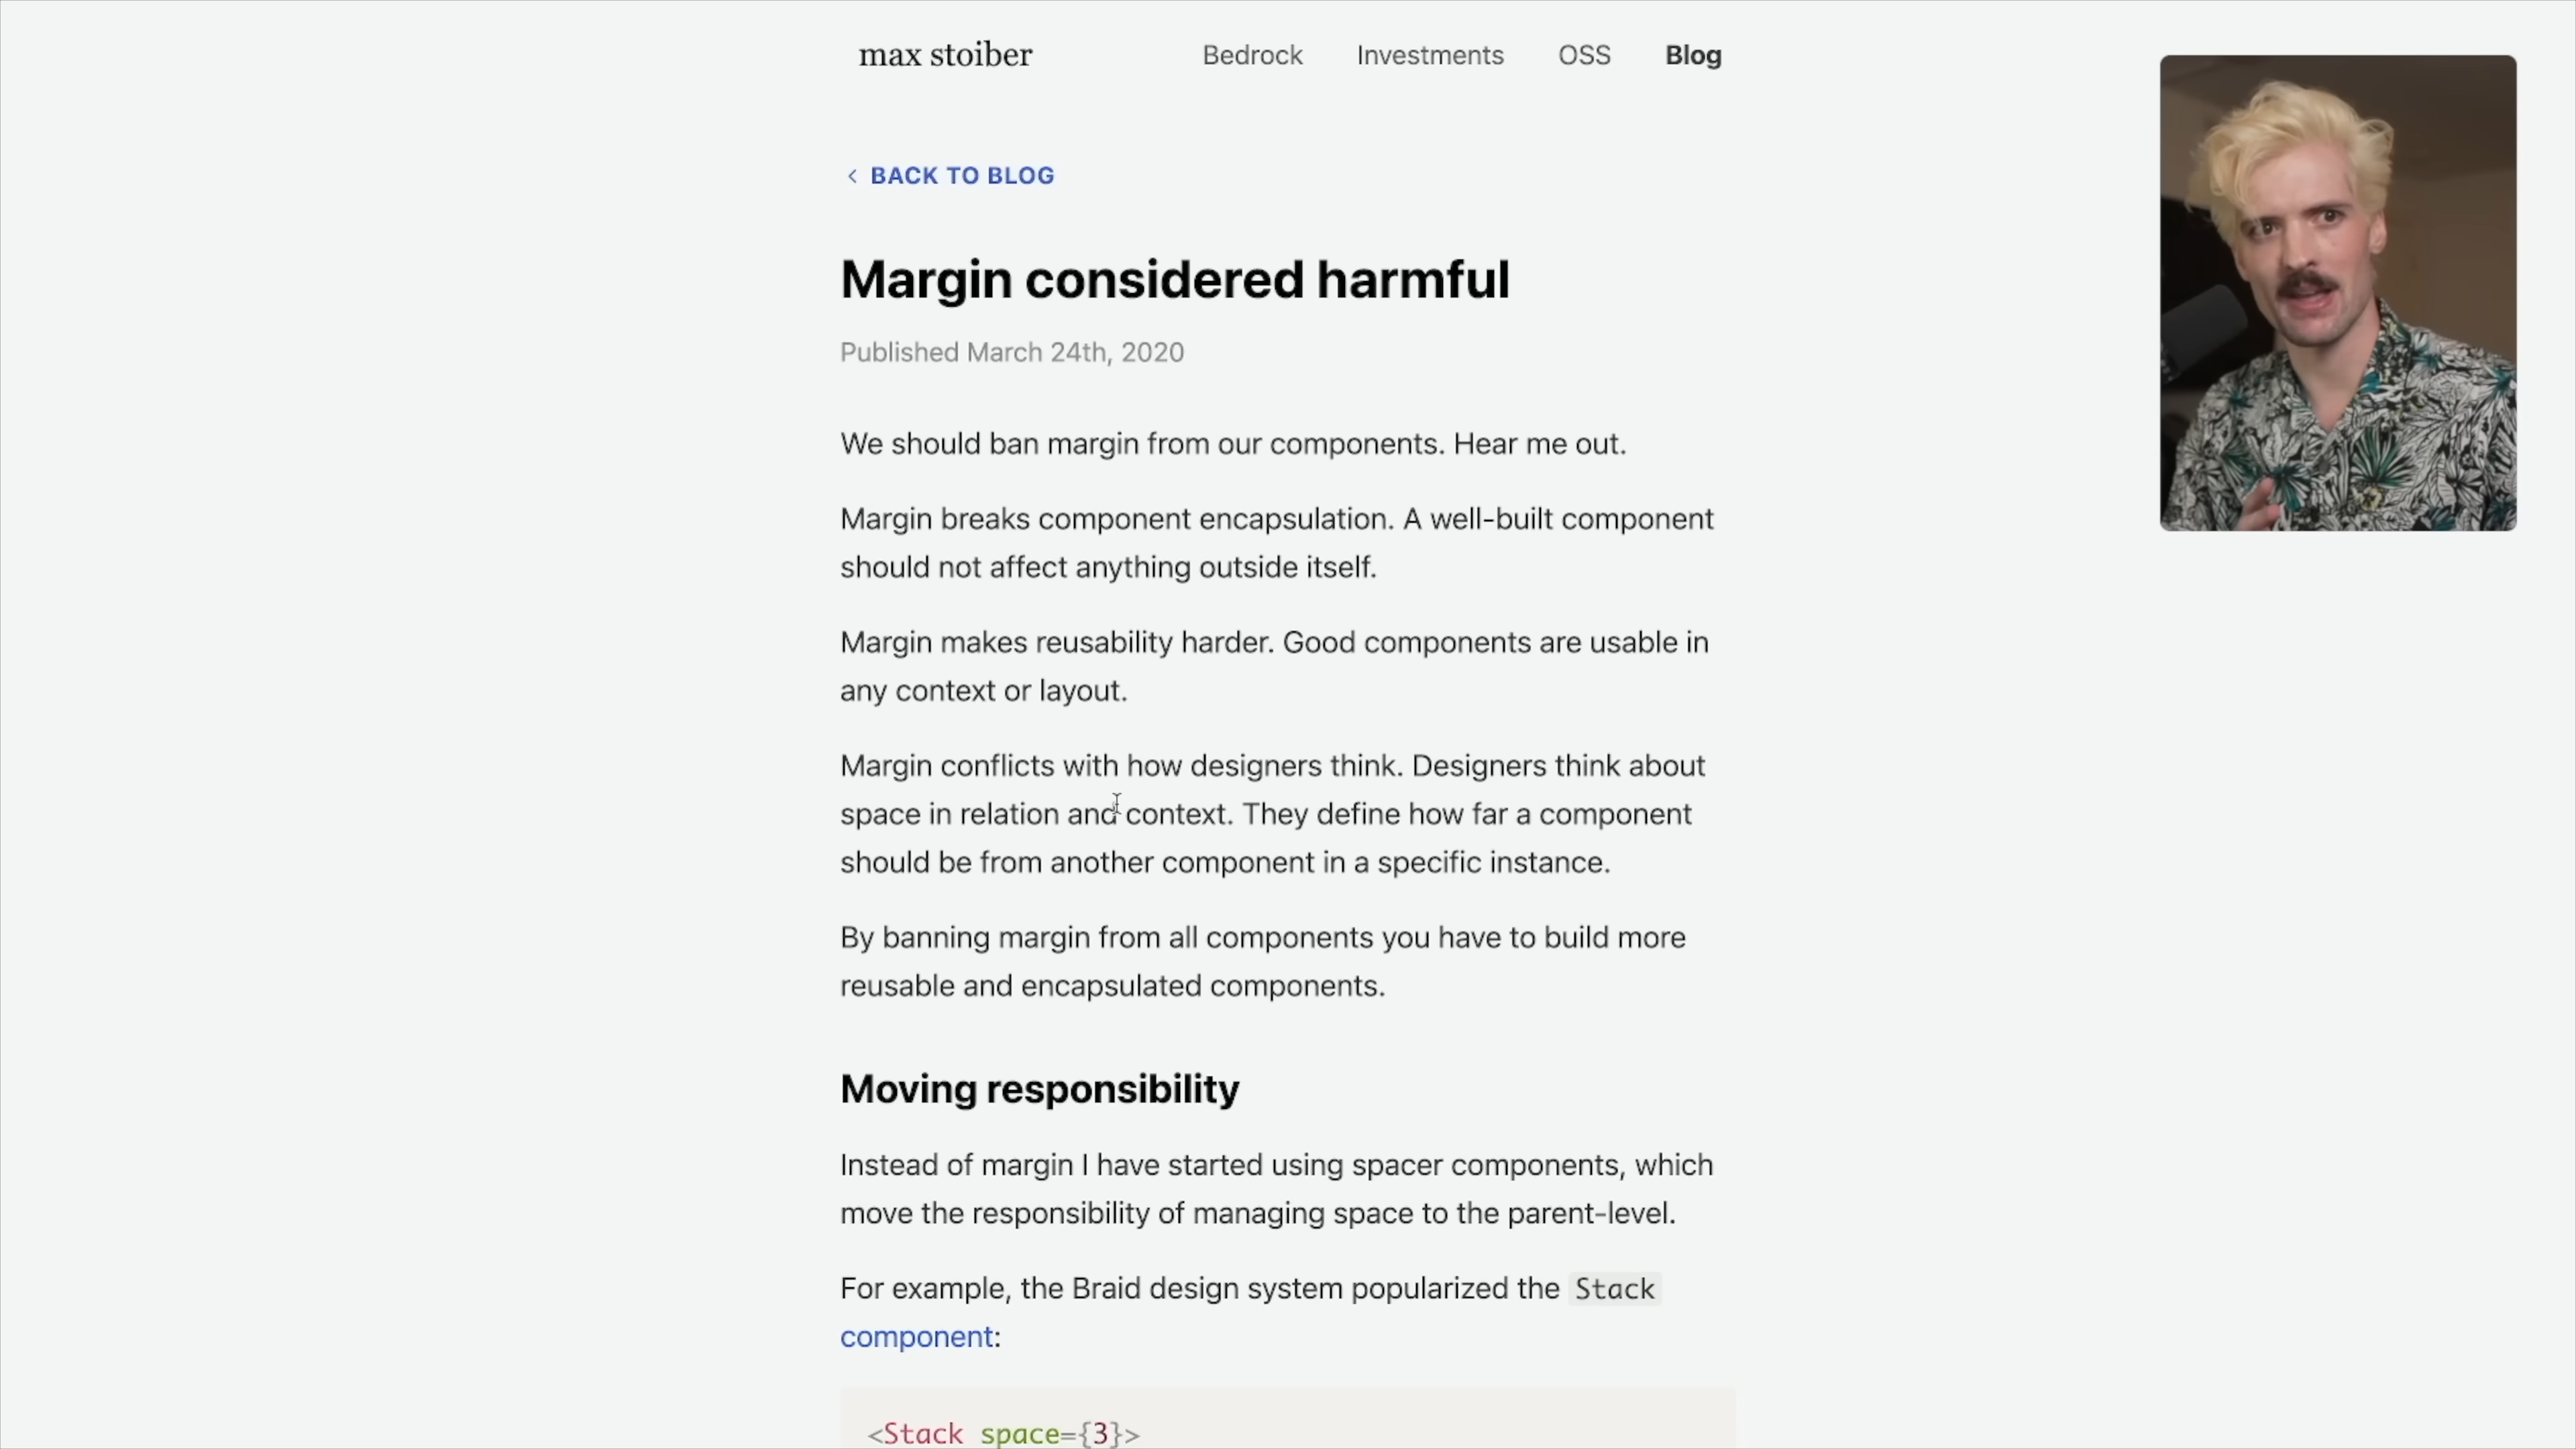 max stoiber
Bedrock
Investments
OSS
Blog
‹ BACK TO BLOG
Margin considered harmful
Published March 24th, 2020
We should ban margin from our components. Hear me out.
Margin breaks component encapsulation. A well-built component
should not affect anything outside itself.
Margin makes reusability harder. Good components are usable in
any context or layout.
Margin conflicts with how designers think. Designers think about
space in relation and context. They define how far a component
should be from another component in a specific instance.
By banning margin from all components you have to build more
reusable and encapsulated components.
Moving responsibility
Instead of margin I have started using spacer components, which
move the responsibility of managing space to the parent-level.
For example, the Braid design system popularized the Stack
component:
<Stack space={3}>